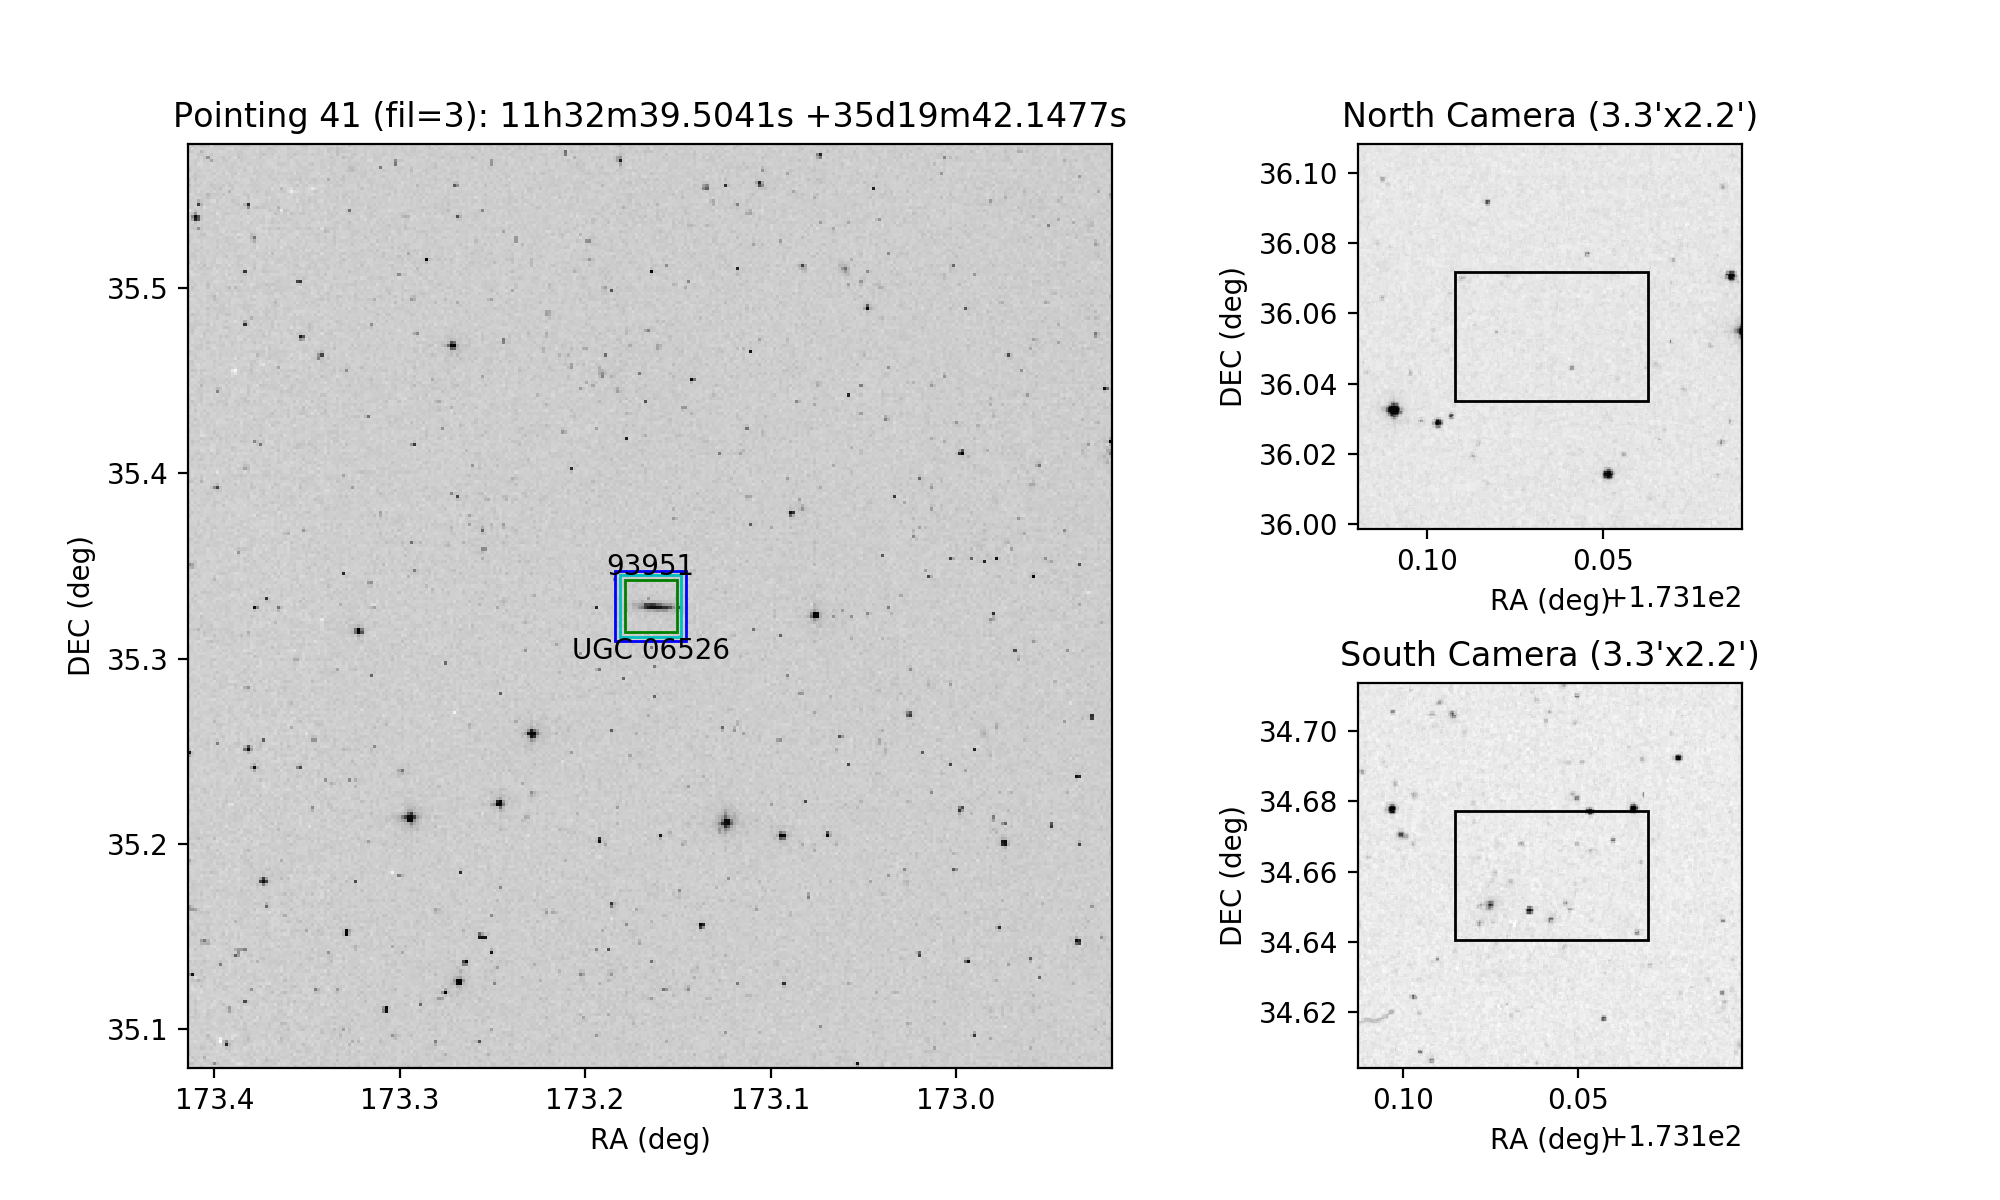 Pointing 41 (fil=3): 11h32m39.5041s +35d19m42.1477s
35.5
35.4
35.3
35.2
35.1
DEC (deg)
93951
UGC 06526
173.4 173.3 173.2 173.1 173.0
RA (deg)
North Camera (3.3'x2.2')
36.10
36.08
36.06
36.04
36.02
36.00
DEC (deg)
0.10 0.05
RA (deg)
+1.731e2
South Camera (3.3'x2.2')
34.70
34.68
34.66
34.64
34.62
DEC (deg)
0.10 0.05
RA (deg)
+1.731e2